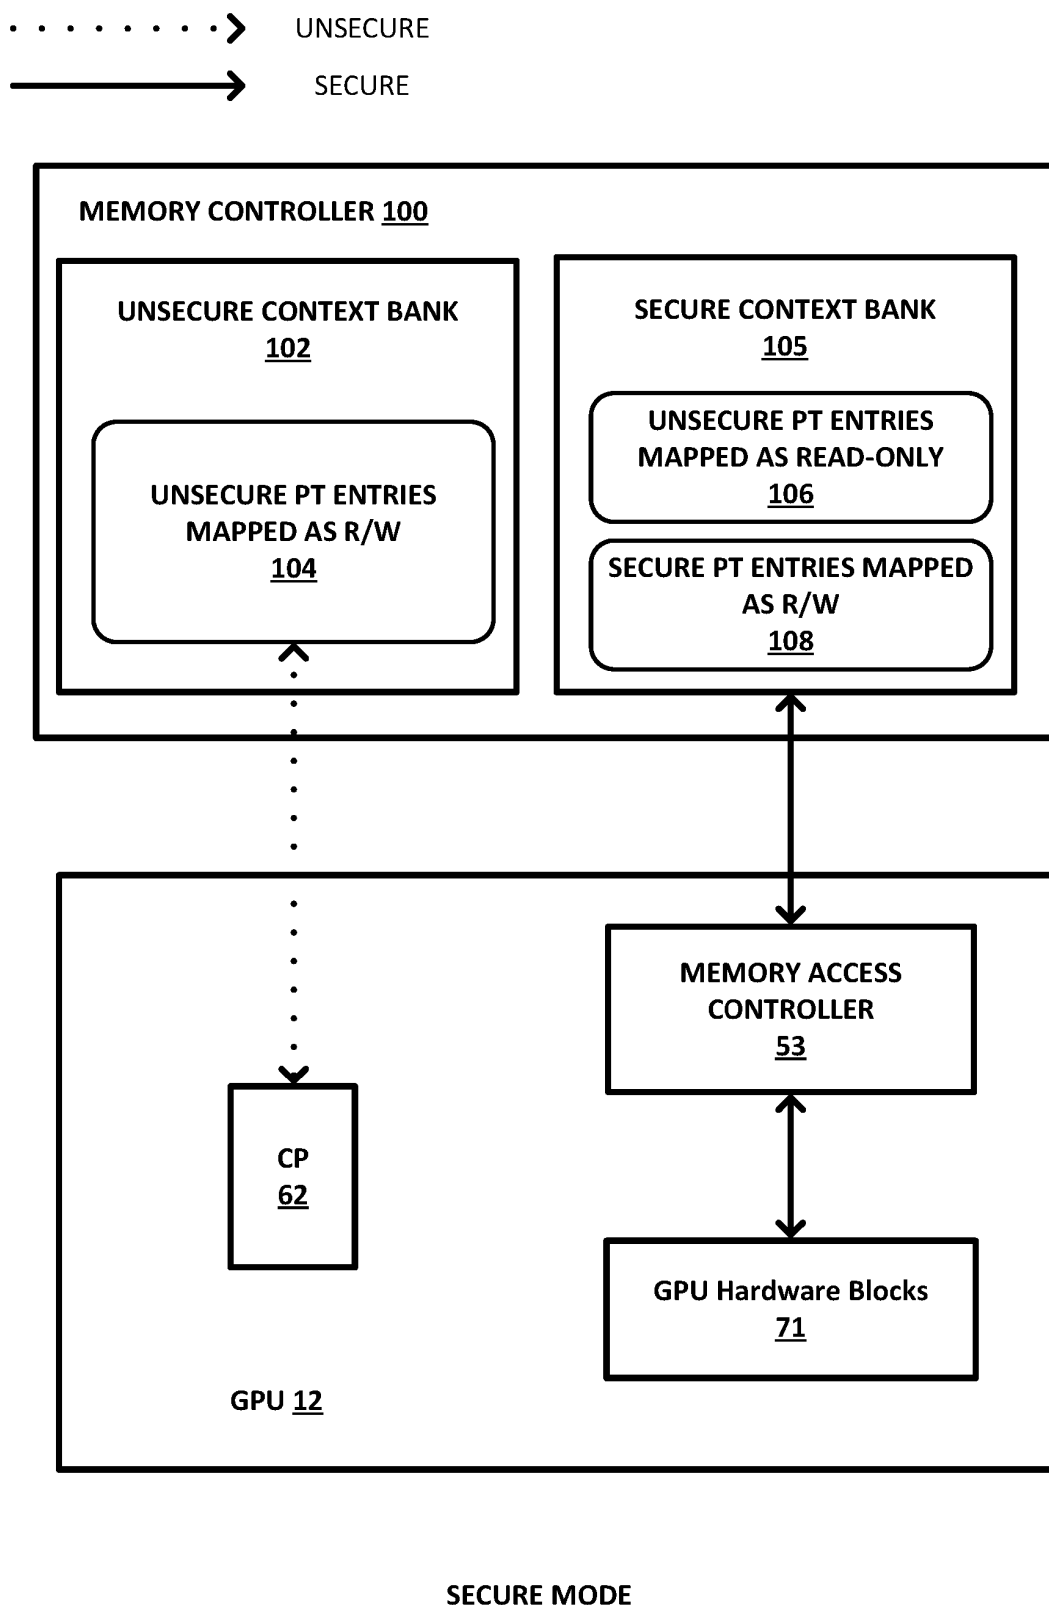 UNSECURE
SECURE
MEMORY CONTROLLER 100
UNSECURE CONTEXT BANK
102
UNSECURE PT ENTRIES
MAPPED AS R/W
104
SECURE CONTEXT BANK
105
UNSECURE PT ENTRIES
MAPPED AS READ-ONLY
106
SECURE PT ENTRIES MAPPED
AS R/W
108
MEMORY ACCESS
CONTROLLER
53
CP
62
GPU Hardware Blocks
71
GPU 12
SECURE MODE